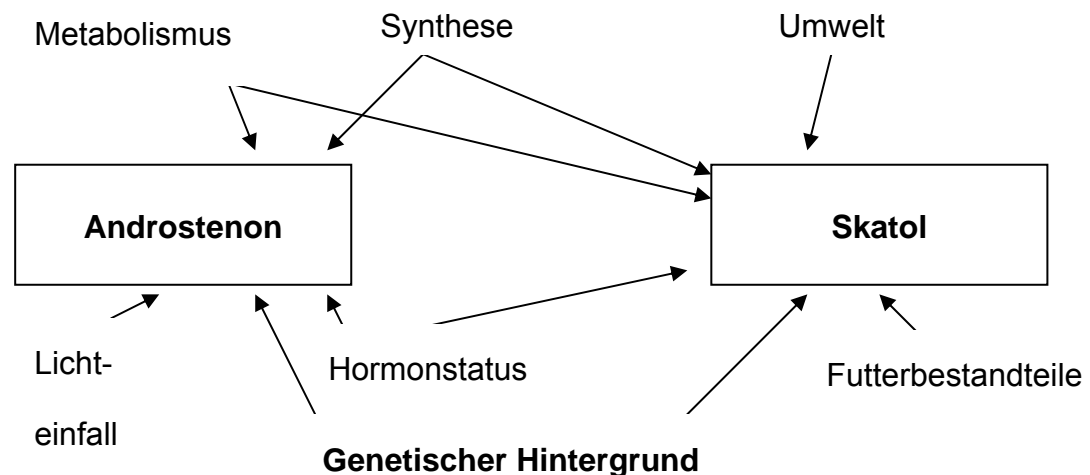 Metabolismus
Synthese
Umwelt
Androstenon
Skatol
Licht-
einfall
Hormonstatus
Futterbestandteile
Genetischer Hintergrund